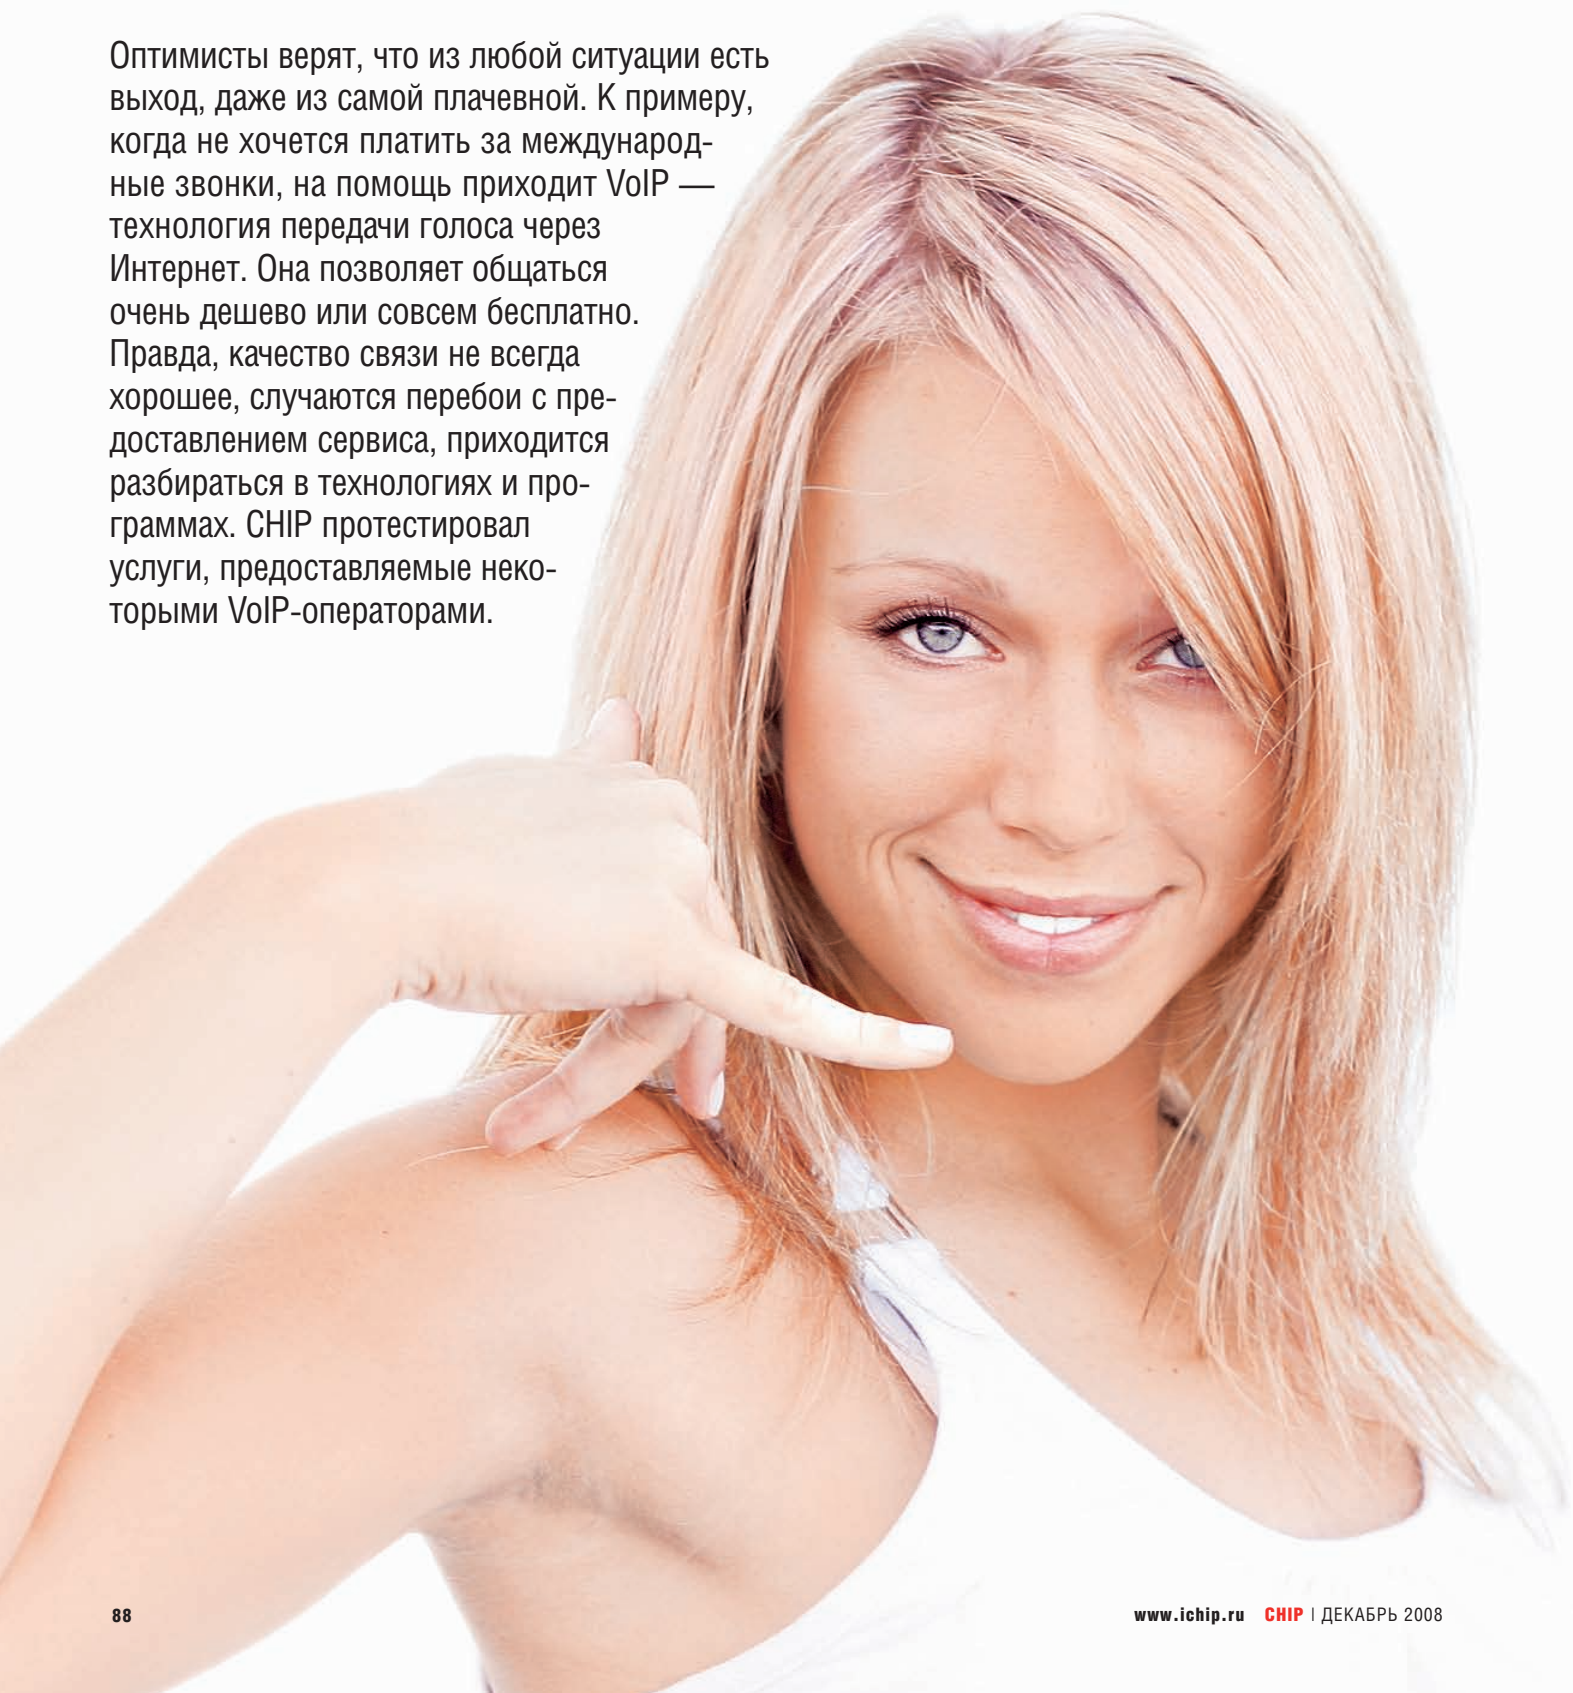 Оптимисты верят, что из любой ситуации есть
выход, даже из самой плачевной. К примеру,
когда не хочется платить за международ-
ные звонки, на помощь приходит VoIP —
технология передачи голоса через
Интернет. Она позволяет общаться
очень дешево или совсем бесплатно.
Правда, качество связи не всегда
хорошее, случаются перебои с пре-
доставлением сервиса, приходится
разбираться в технологиях и про-
граммах. CHIP протестировал
услуги, предоставляемые неко-
торыми VoIP-операторами.
88
www.ichip.ru CHIP | ДЕКАБРЬ 2008